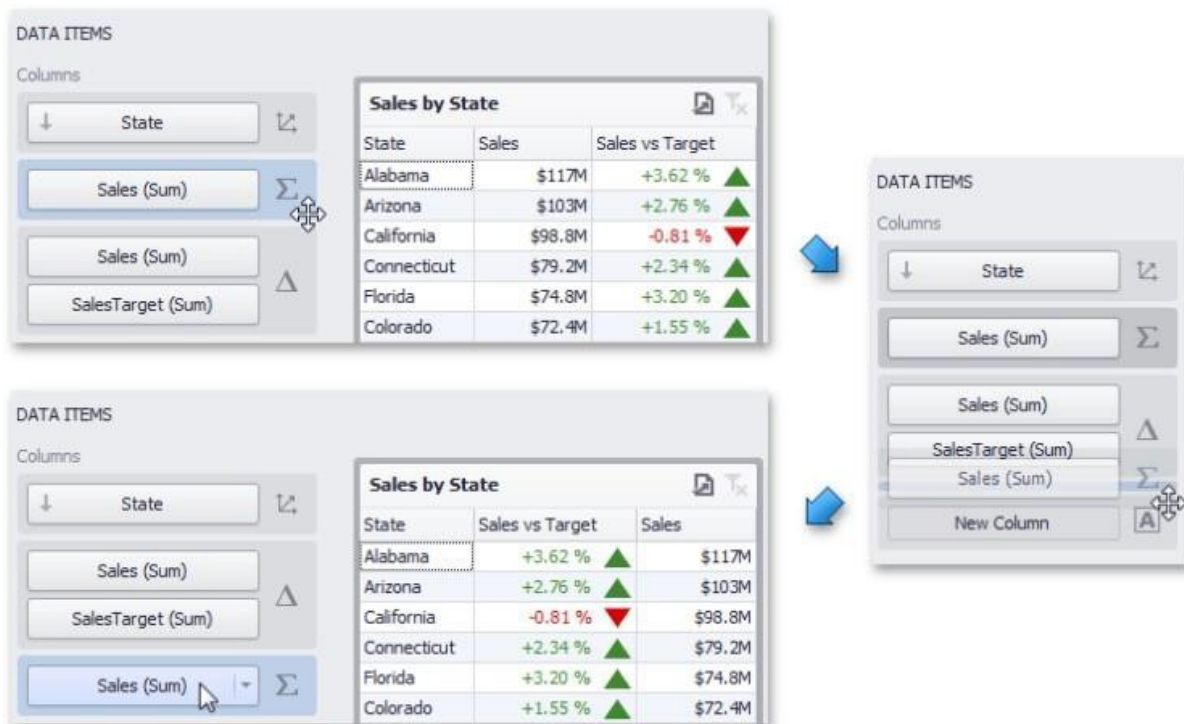 DATA ITEMS
Columns
State
Sales (Sum)
Sales (Sum)
SalesTarget (Sum)
Sales by State
State Sales Sales vs Target
Alabama $117M +3.62 %
Arizona $103M +2.76 %
California $98.8M -0.81 %
Connecticut $79.2M +2.34 %
Florida $74.8M +3.20 %
Colorado $72.4M +1.55 %
DATA ITEMS
Columns
State
Sales (Sum)
Sales (Sum)
SalesTarget (Sum)
Sales (Sum)
New Column A
DATA ITEMS
Columns
State
Sales (Sum)
SalesTarget (Sum)
Sales (Sum)
Sales by State
State Sales vs Target Sales
Alabama +3.62 % $117M
Arizona +2.76 % $103M
California -0.81 % $98.8M
Connecticut +2.34 % $79.2M
Florida +3.20 % $74.8M
Colorado +1.55 % $72.4M